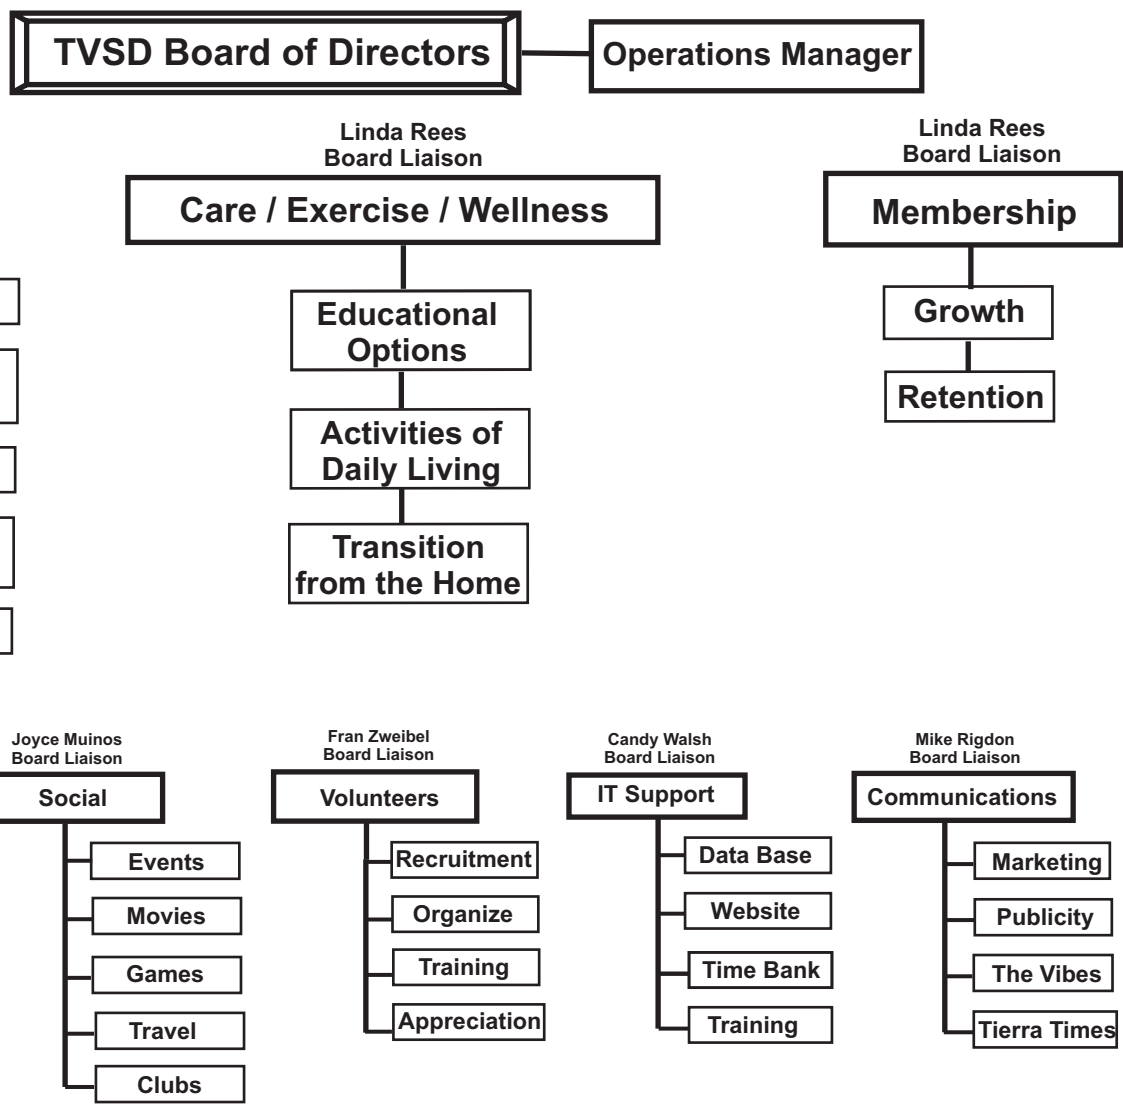 TVSD Board of Directors
Operations Manager
Linda Rees
Board Liaison
Care / Exercise / Wellness
Educational
Options
Activities of
Daily Living
Transition
from the Home
Linda Rees
Board Liaison
Membership
Growth
Retention
Joyce Muinos
Board Liaison
Social
Events
Movies
Games
Travel
Clubs
Fran Zweibel
Board Liaison
Volunteers
Recruitment
Organize
Training
Appreciation
Candy Walsh
Board Liaison
IT Support
Data Base
Website
Time Bank
Training
Mike Rigdon
Board Liaison
Communications
Marketing
Publicity
The Vibes
Tierra Times